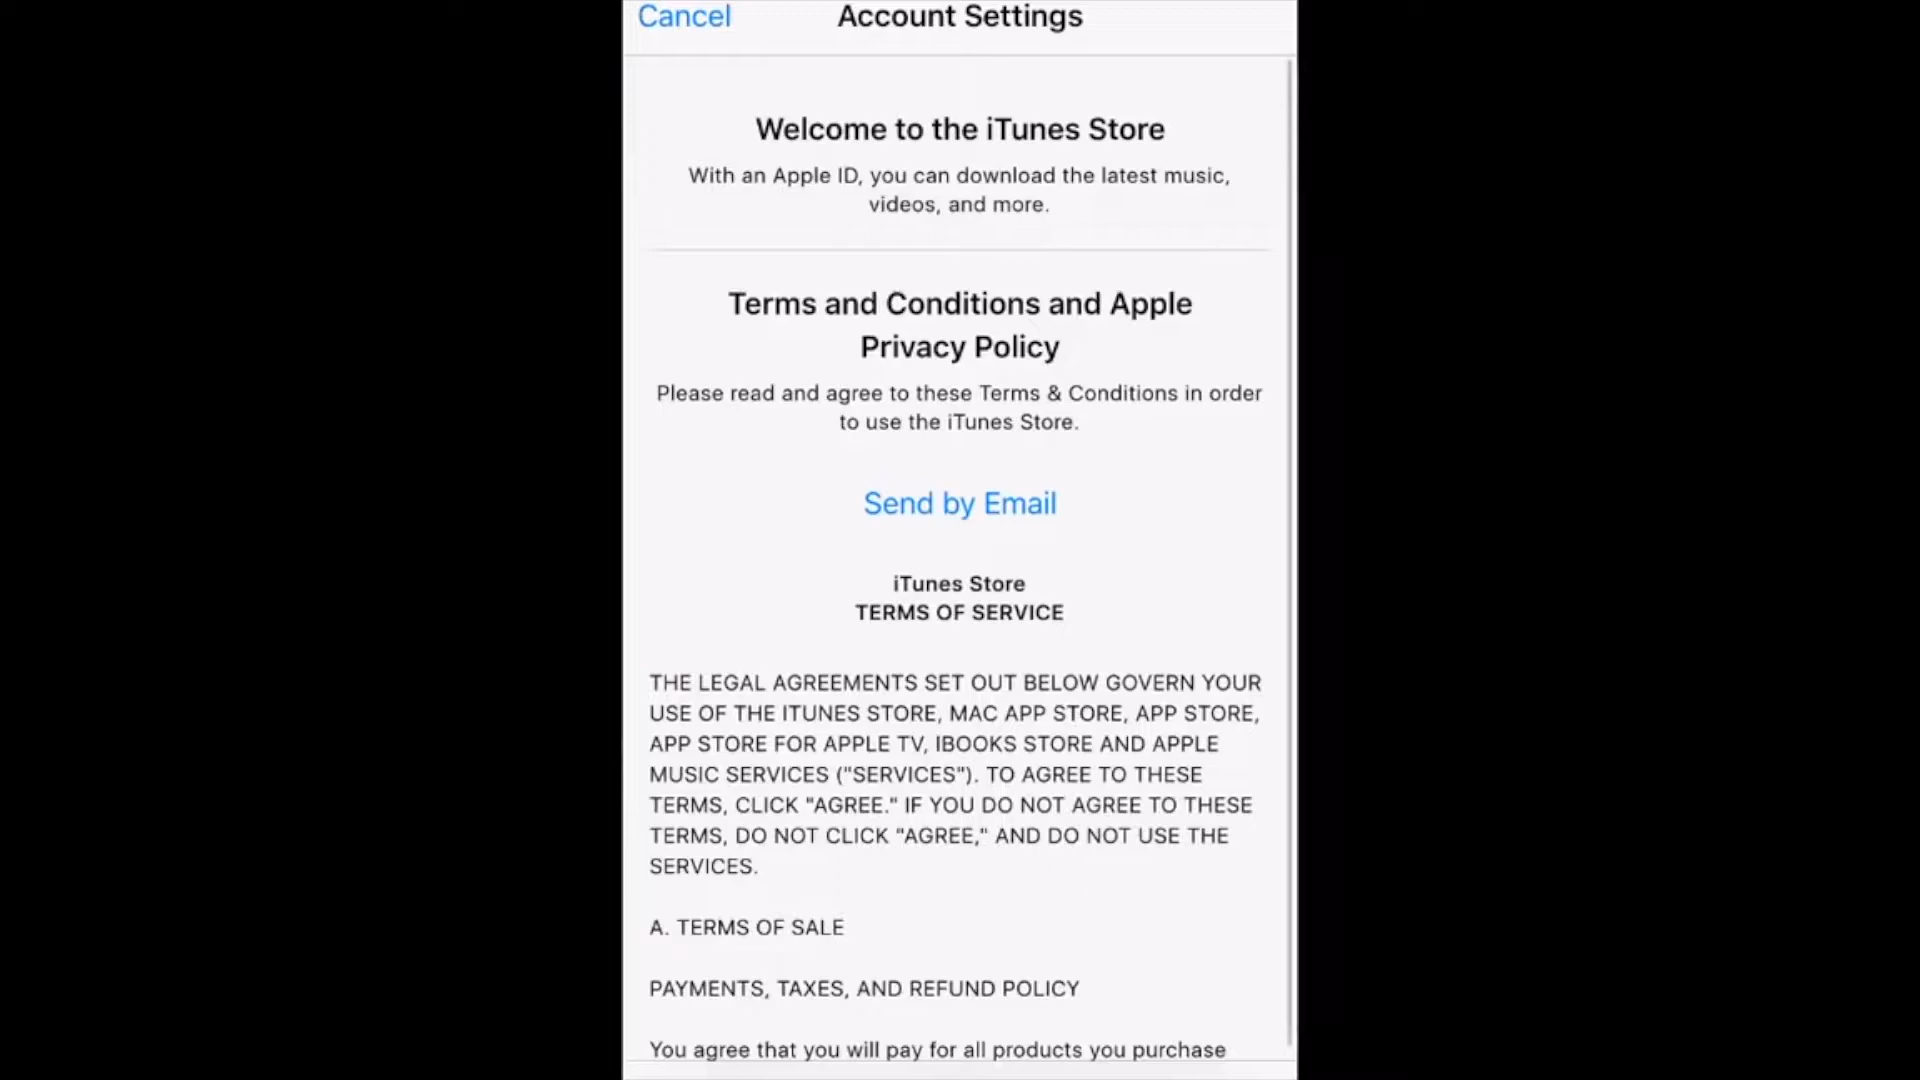 Cancel
Account Settings
Welcome to the iTunes Store
With an Apple ID, you can download the latest music,
videos, and more.
Terms and Conditions and Apple
Privacy Policy
Please read and agree to these Terms & Conditions in order
to use the iTunes Store.
Send by Email
iTunes Store
TERMS OF SERVICE
THE LEGAL AGREEMENTS SET OUT BELOW GOVERN YOUR
USE OF THE ITUNES STORE, MAC APP STORE, APP STORE,
APP STORE FOR APPLE TV, IBOOKS STORE AND APPLE
MUSIC SERVICES ("SERVICES"). TO AGREE TO THESE
TERMS, CLICK "AGREE." IF YOU DO NOT AGREE TO THESE
TERMS, DO NOT CLICK "AGREE," AND DO NOT USE THE
SERVICES.
A. TERMS OF SALE
PAYMENTS, TAXES, AND REFUND POLICY
You agree that you will pay for all products you purchase